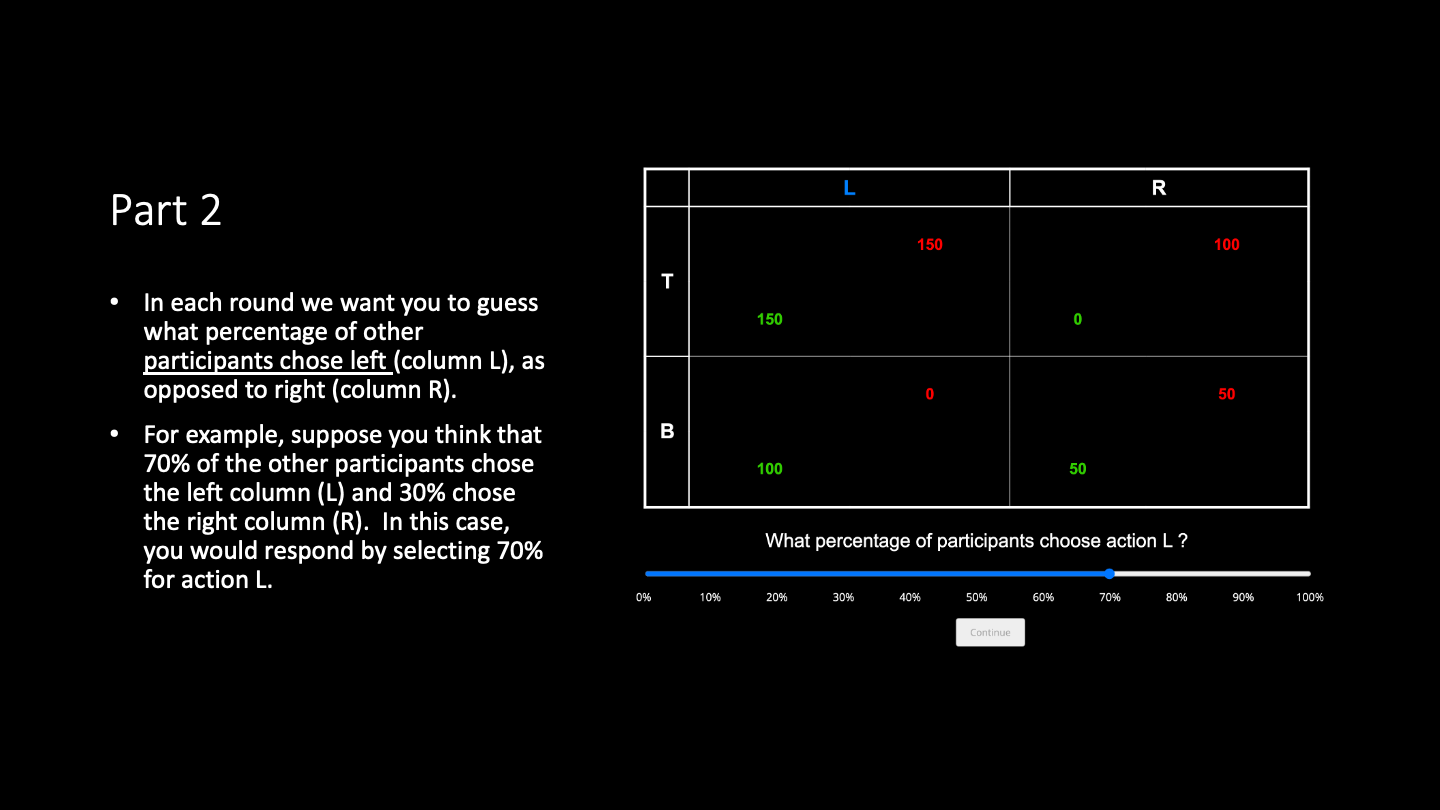 Part 2
• In each round we want you to guess
what percentage of other
participants chose left (column L), as
opposed to right (column R).
• For example, suppose you think that
70% of the other participants chose
the left column (L) and 30% chose
the right column (R).  In this case,
you would respond by selecting 70%
for action L.
L R
150 100
T
150 0
0 50
B
100 50
What percentage of participants choose action L ?
0% 10% 20% 30% 40% 50% 60% 70% 80% 90% 100%
Continue